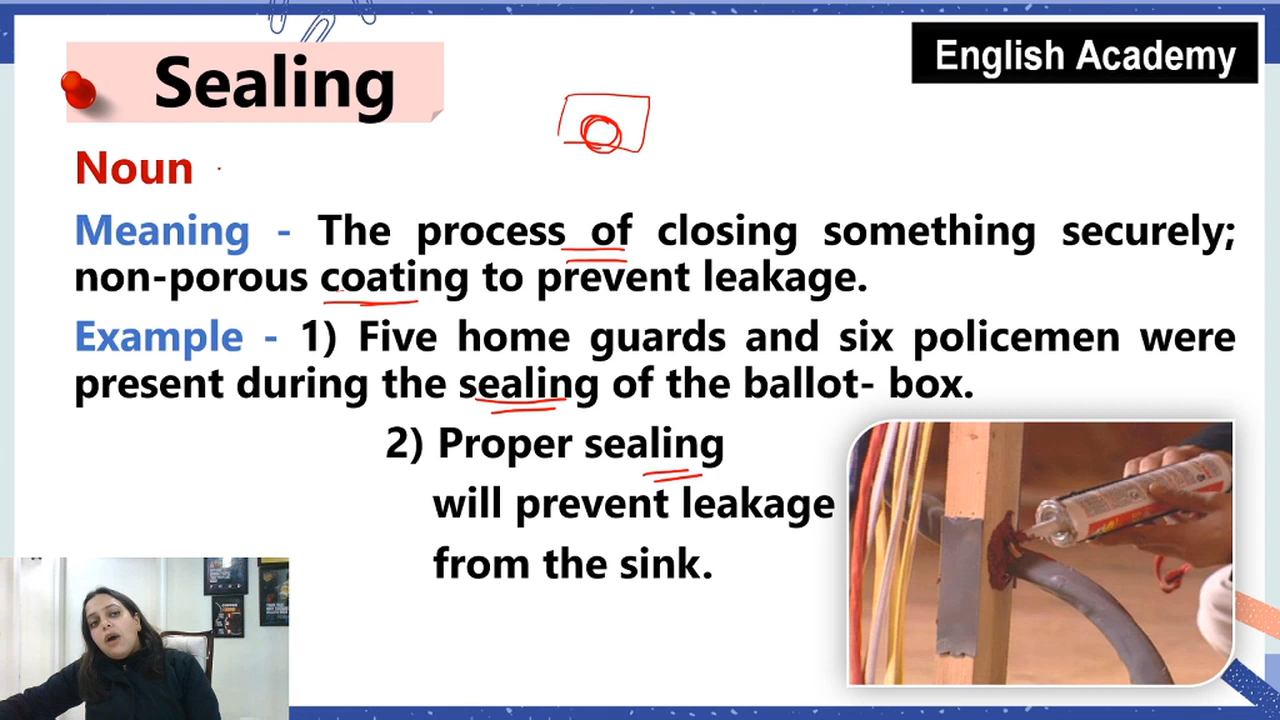 Sealing
English Academy
Noun
Meaning - The process of closing something securely;
non-porous coating to prevent leakage.
Example - 1) Five home guards and six policemen were
present during the sealing of the ballot- box.
2) Proper sealing
will prevent leakage
from the sink.